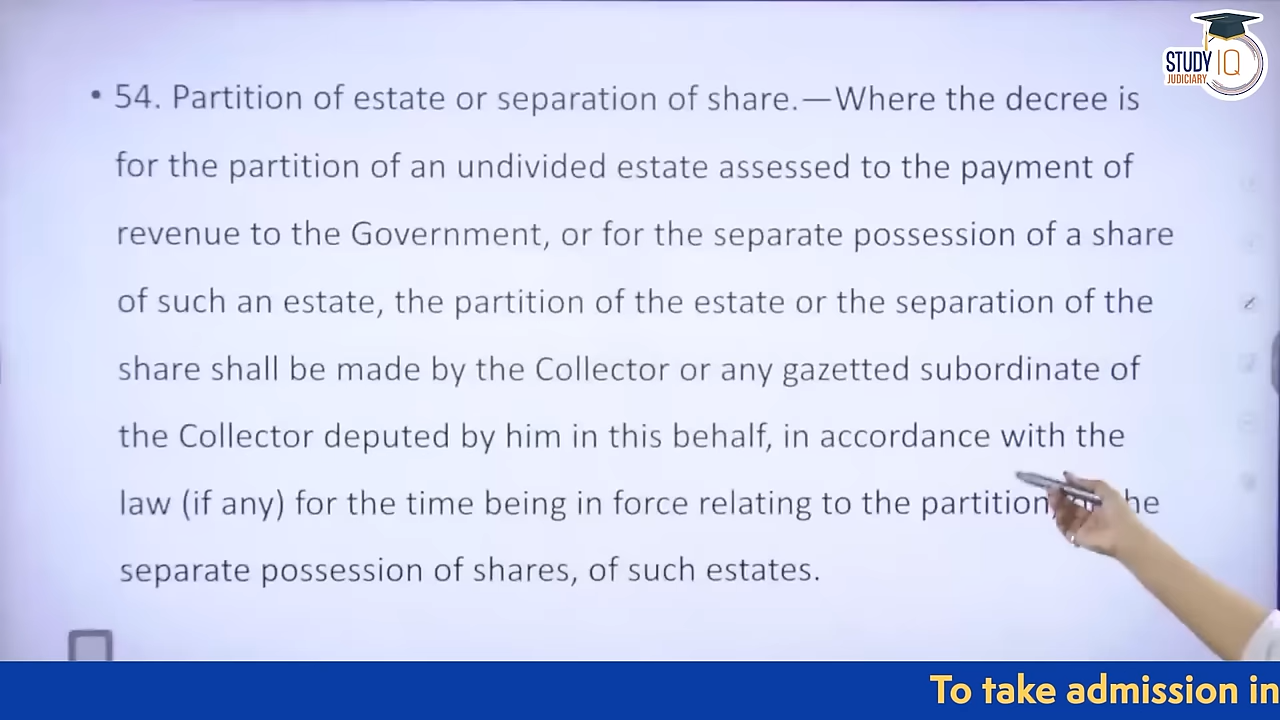 STUDY IQ
JUDICIARY
• 54. Partition of estate or separation of share.—Where the decree is
for the partition of an undivided estate assessed to the payment of
revenue to the Government, or for the separate possession of a share
of such an estate, the partition of the estate or the separation of the
share shall be made by the Collector or any gazetted subordinate of
the Collector deputed by him in this behalf, in accordance with the
law (if any) for the time being in force relating to the partition,
separate possession of shares, of such estates.
To take admission in